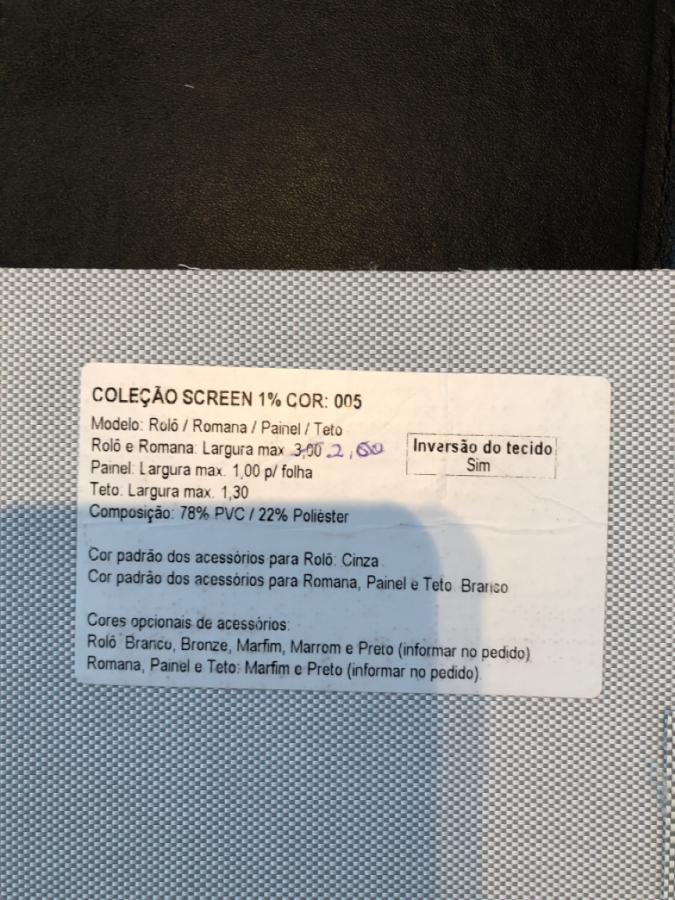 COLEÇÃO SCREEN 1% COR: 005
Modelo: Rolô / Romana / Painel / Teto
Rolô e Romana: Largura max. 3,00
Inversão do tecido
Sim
Painel: Largura max. 1,00 p/ folha
Teto: Largura max. 1,30
Composição: 78% PVC / 22% Poliéster
Cor padrão dos acessórios para Rolô: Cinza
Cor padrão dos acessórios para Romana, Painel e Teto: Branco
Cores opcionais de acessórios:
Rolô: Branco, Bronze, Marfim, Marrom e Preto (informar no pedido)
Romana, Painel e Teto: Marfim e Preto (informar no pedido).